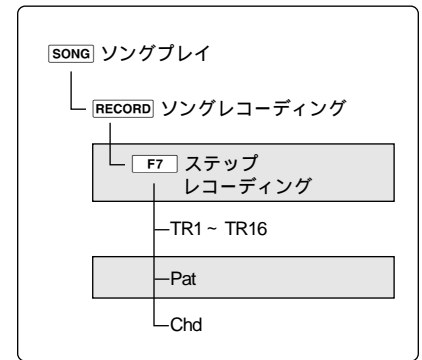 SONG ソングプレイ
RECORD ソングレコーディング
F7 ステップ
レコーディング
TR1 ~ TR16
Pat
Chd